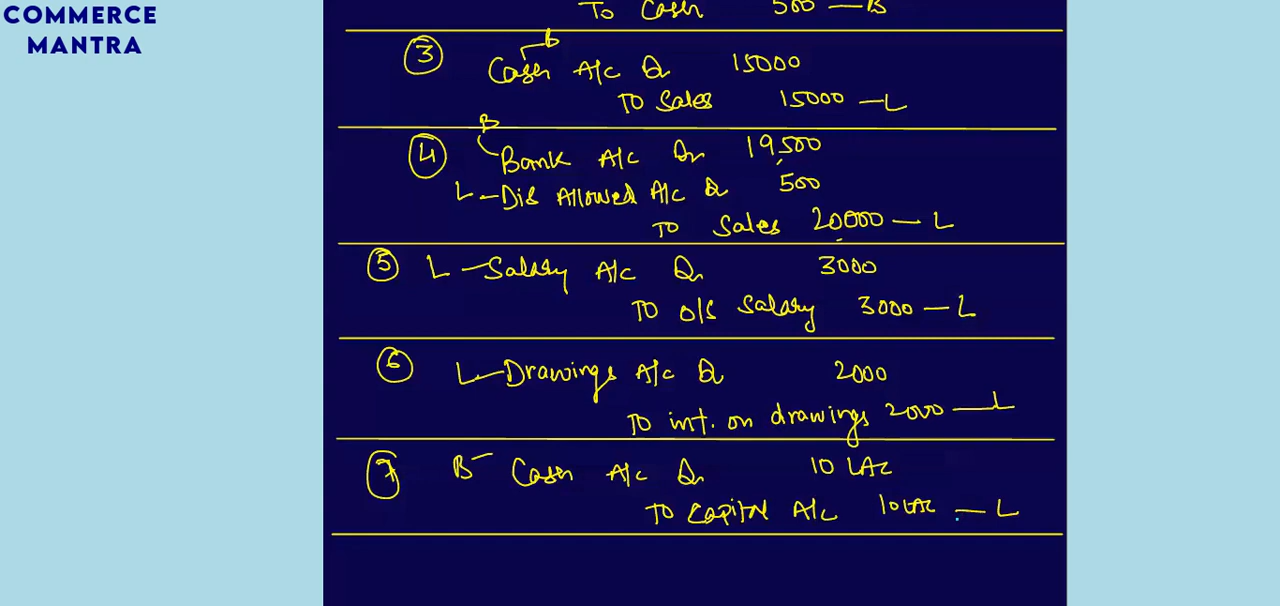 COMMERCE
MANTRA
To Cash 500 — B
③ Cash A/c Dr 15000
B
To Sales 15000 — L
④ Bank A/c Dr 19,500
B
L — Dis Allowed A/c Dr 500
To Sales 20000 — L
⑤ L — Salary A/c Dr 3000
To o/s Salary 3000 — L
⑥ L — Drawings A/c Dr 2000
To int. on drawings 2000 — L
⑦ B — Cash A/c Dr 10 LAC
To Capital A/c 10 LAC — L